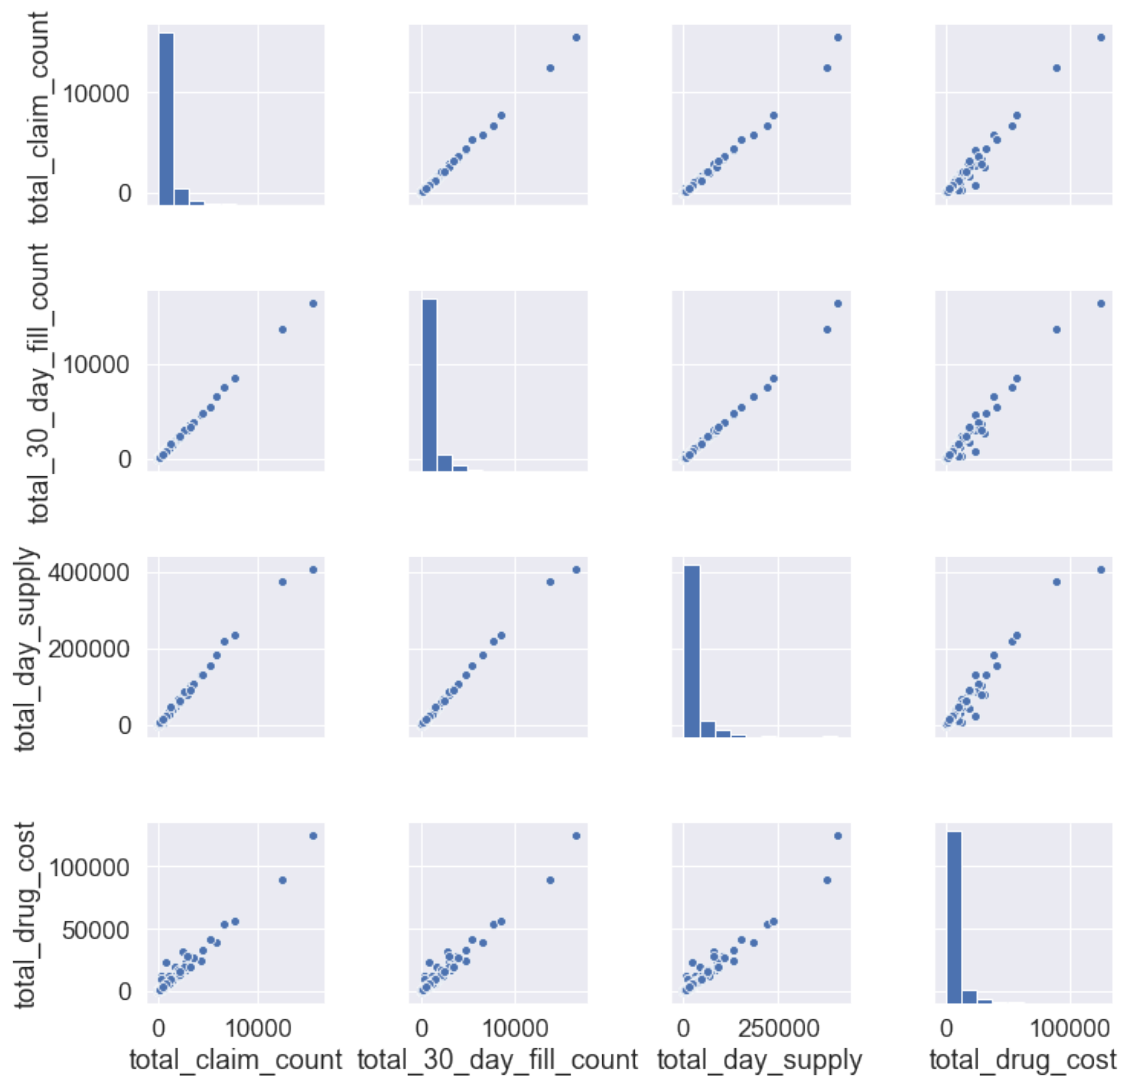 total_claim_count
10000
0
total_30_day_fill_count
10000
0
total_day_supply
400000
200000
0
total_drug_cost
100000
50000
0
0 10000 0 10000 0 250000 0 100000
total_claim_count total_30_day_fill_count total_day_supply total_drug_cost